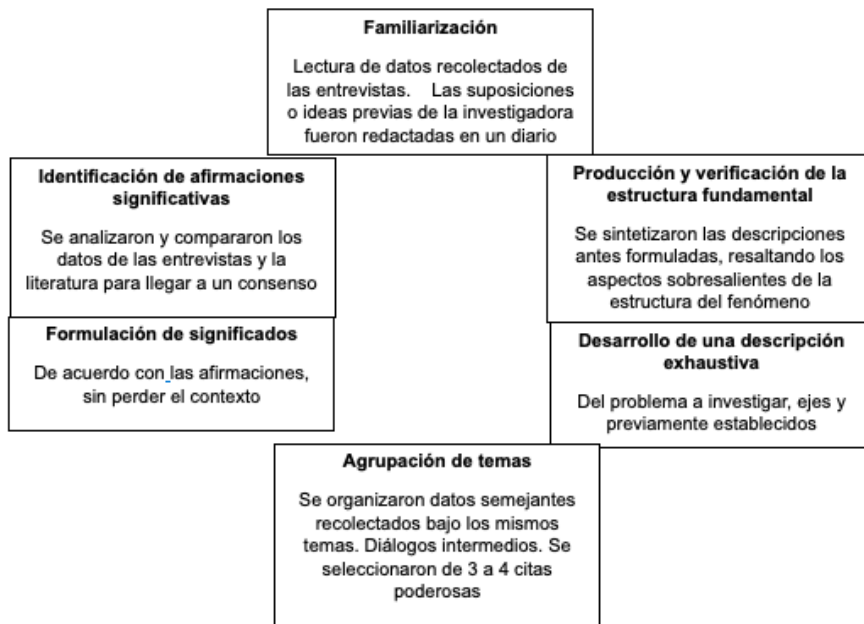 Familiarización
Lectura de datos recolectados de
las entrevistas. Las suposiciones
o ideas previas de la investigadora
fueron redactadas en un diario
Identificación de afirmaciones
significativas
Se analizaron y compararon los
datos de las entrevistas y la
literatura para llegar a un consenso
Producción y verificación de la
estructura fundamental
Se sintetizaron las descripciones
antes formuladas, resaltando los
aspectos sobresalientes de la
estructura del fenómeno
Formulación de significados
De acuerdo con las afirmaciones,
sin perder el contexto
Desarrollo de una descripción
exhaustiva
Del problema a investigar, ejes y
previamente establecidos
Agrupación de temas
Se organizaron datos semejantes
recolectados bajo los mismos
temas. Diálogos intermedios. Se
seleccionaron de 3 a 4 citas
poderosas